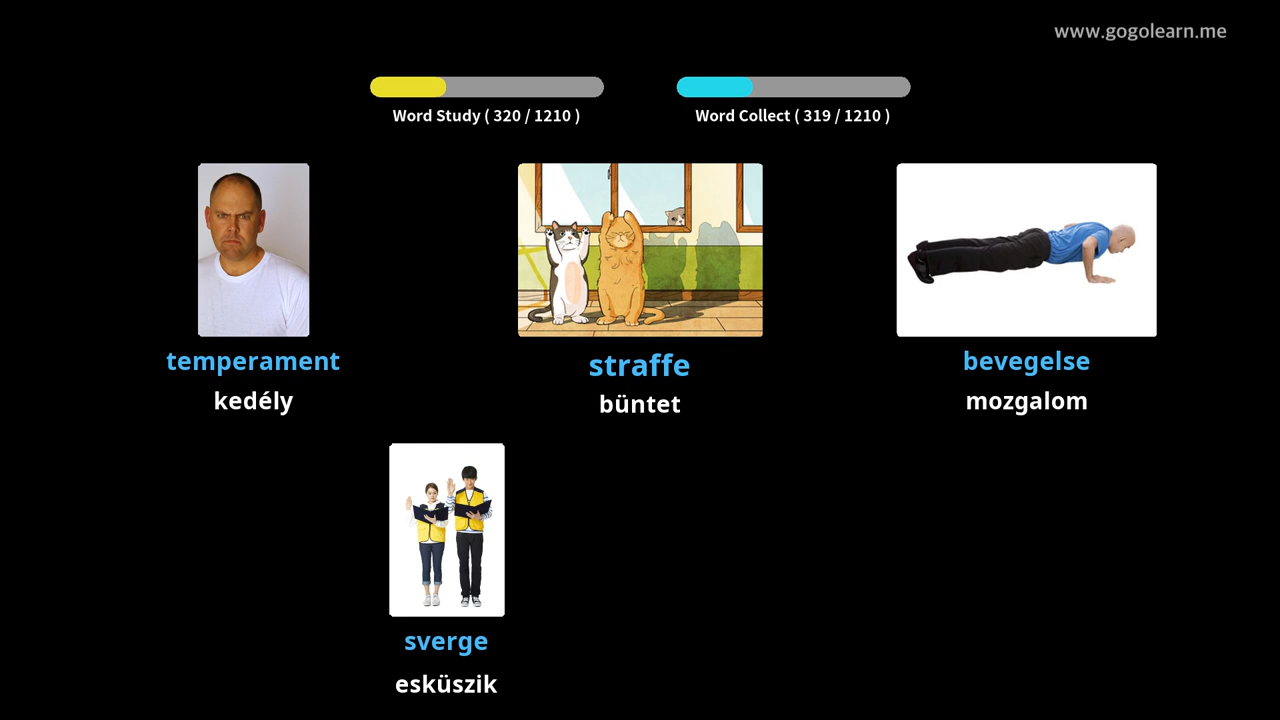 www.gogolearn.me
Word Study ( 320 / 1210 )
Word Collect ( 319 / 1210 )
temperament
kedély
straffe
büntet
bevegelse
mozgalom
sverge
esküszik